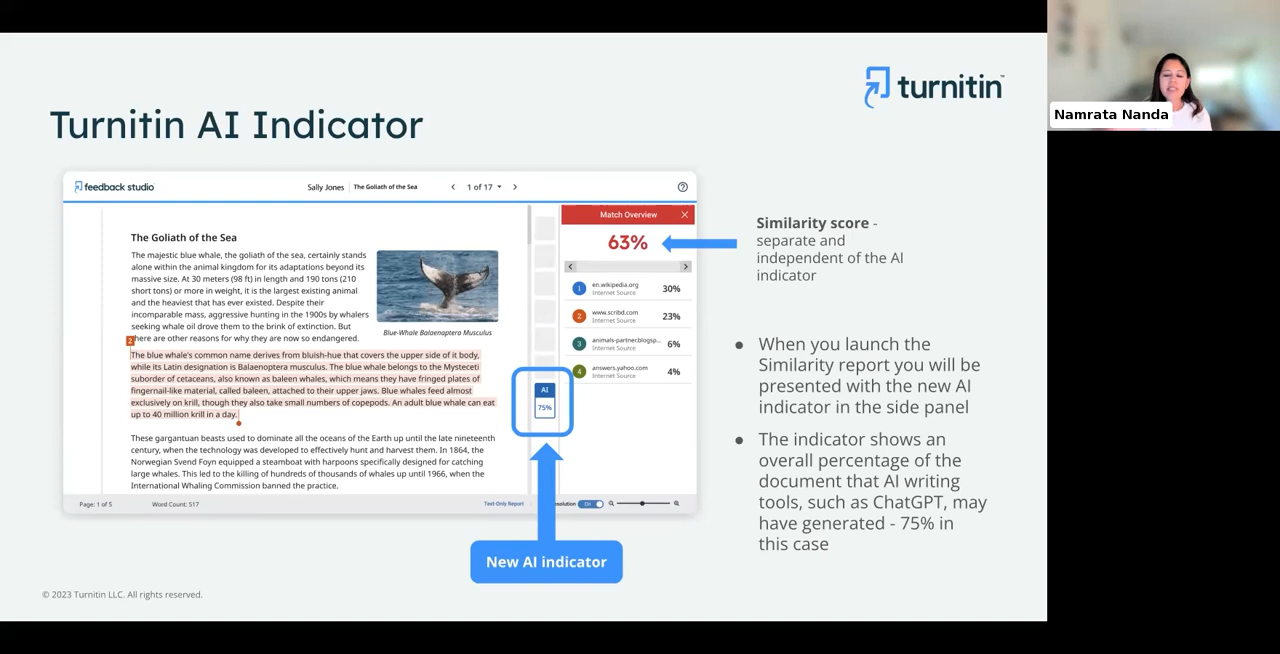 turnitin™
Namrata Nanda
Turnitin AI Indicator
feedback studio
Sally Jones
The Goliath of the Sea
1 of 17
The Goliath of the Sea
The majestic blue whale, the goliath of the sea, certainly stands
alone within the animal kingdom for its adaptations beyond its
massive size. At 30 meters (98 ft) in length and 190 tons (210
short tons) or more in weight, it is the largest existing animal
and the heaviest that has ever existed. Despite their
incomparable mass, aggressive hunting in the 1900s by whalers
seeking whale oil drove them to the brink of extinction. But
there are other reasons for why they are now so endangered.
Blue-Whale Balaenoptera Musculus
2
The blue whale's common name derives from bluish-hue that covers the upper side of it body,
while its Latin designation is Balaenoptera musculus. The blue whale belongs to the Mysteceti
suborder of cetaceans, also known as baleen whales, which means they have fringed plates of
fingernail-like material, called baleen, attached to their upper jaws. Blue whales feed almost
exclusively on krill, though they also take small numbers of copepods. An adult blue whale can eat
up to 40 million krill in a day.
These gargantuan beasts used to dominate all the oceans of the Earth up until the late nineteenth
century, when the technology was developed to effectively hunt and harvest them. In 1864, the
Norwegian Svend Foyn equipped a steamboat with harpoons specifically designed for catching
large whales. This led to the killing of hundreds of thousands of whales up until 1966, when the
International Whaling Commission banned the practice.
Page: 1 of 5
Word Count: 517
Text-Only Report
On
AI
75%
Match Overview
63%
1 en.wikipedia.org 30%
Internet Source
2 www.scribd.com 23%
Internet Source
3 animals-partner.blogsp... 6%
Internet Source
4 answers.yahoo.com 4%
Internet Source
New AI indicator
Similarity score -
separate and
independent of the AI
indicator
● When you launch the
Similarity report you will be
presented with the new AI
indicator in the side panel
● The indicator shows an
overall percentage of the
document that AI writing
tools, such as ChatGPT, may
have generated - 75% in
this case
© 2023 Turnitin LLC. All rights reserved.